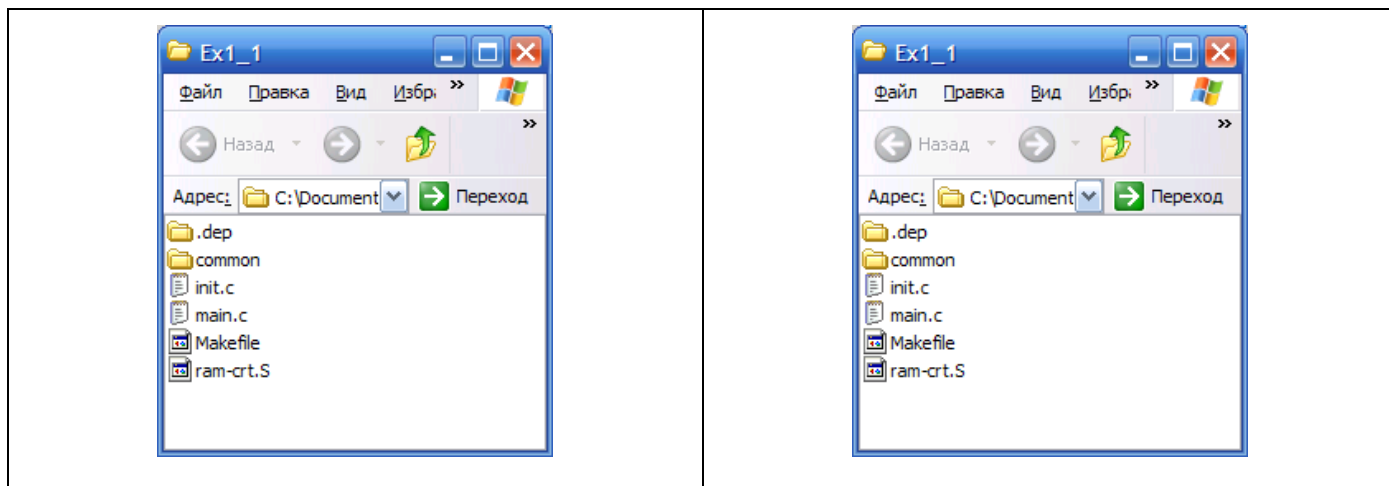 Ex1_1
Файл Правка Вид Избр »
Назад »
Адрес: C:\Document Переход
.dep
common
init.c
main.c
Makefile
ram-crt.S
Ex1_1
Файл Правка Вид Избр »
Назад »
Адрес: C:\Document Переход
.dep
common
init.c
main.c
Makefile
ram-crt.S